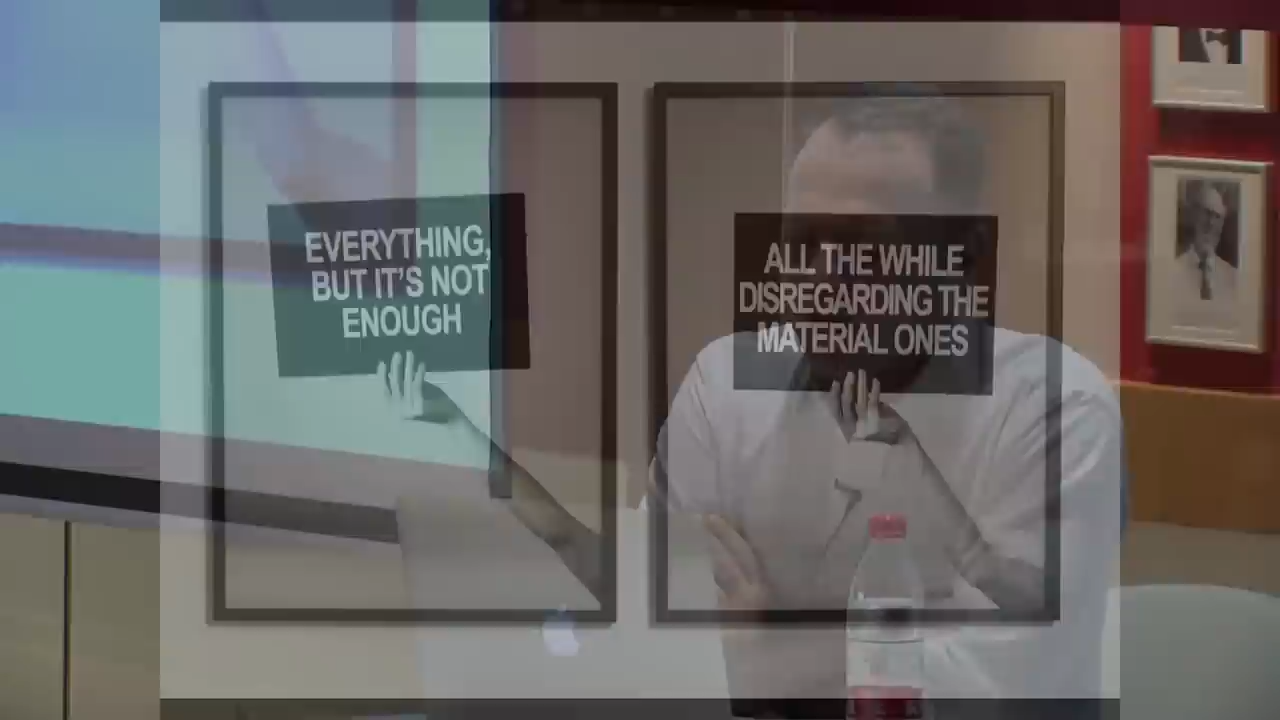 EVERYTHING,
BUT IT'S NOT
ENOUGH
ALL THE WHILE
DISREGARDING THE
MATERIAL ONES